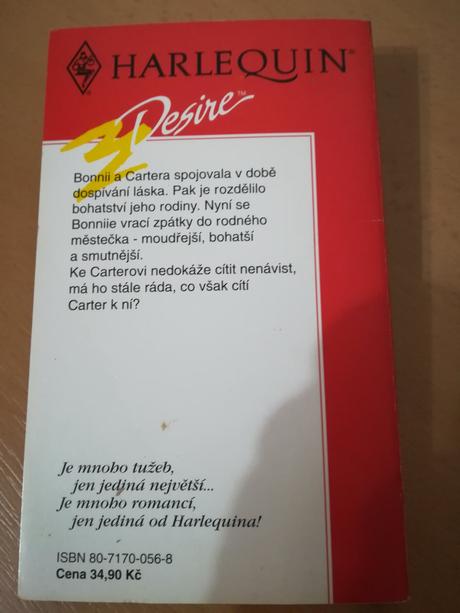 HARLEQUIN®
Desire™
Bonnii a Cartera spojovala v době
dospívání láska. Pak je rozdělilo
bohatství jeho rodiny. Nyní se
Bonniie vrací zpátky do rodného
městečka - moudřejší, bohatší
a smutnější.
Ke Carterovi nedokáže cítit nenávist,
má ho stále ráda, co však cítí
Carter k ní?
Je mnoho tužeb,
jen jediná největší...
Je mnoho romancí,
jen jediná od Harlequina!
ISBN 80-7170-056-8
Cena 34,90 Kč